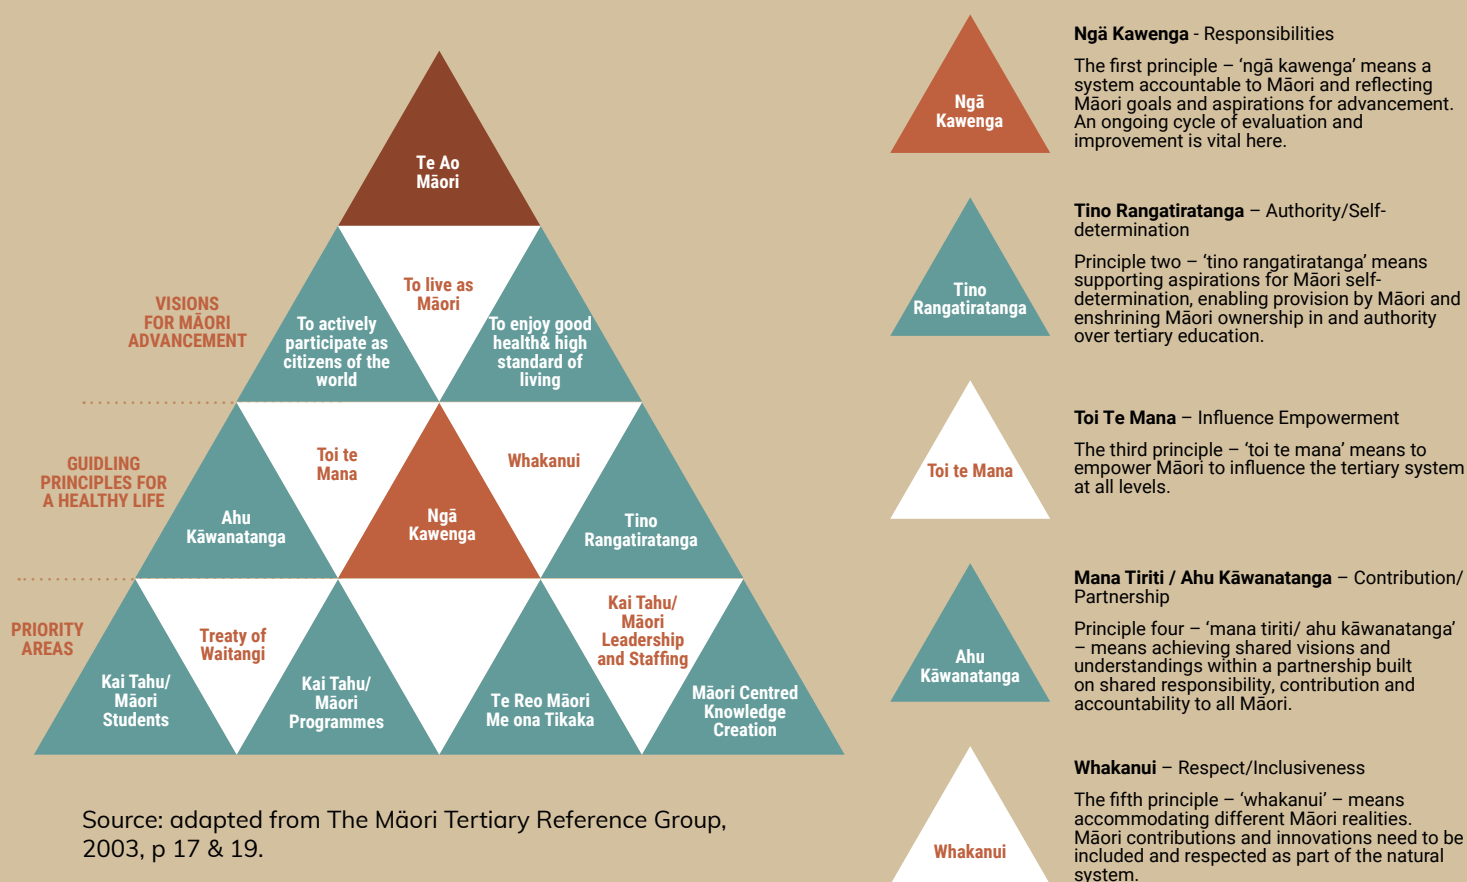 Te Ao
Māori
VISIONS
FOR MĀORI
ADVANCEMENT
To live as
Māori
To actively
participate as
citizens of the
world
To enjoy good
health& high
standard of
living
GUIDLING
PRINCIPLES FOR
A HEALTHY LIFE
Toi te
Mana
Whakanui
Ahu
Kāwanatanga
Ngā
Kawenga
Tino
Rangatiratanga
PRIORITY
AREAS
Kai Tahu/
Māori
Students
Treaty of
Waitangi
Kai Tahu/
Māori
Programmes
Te Reo Māori
Me ona Tikaka
Kai Tahu/
Māori
Leadership
and Staffing
Māori Centred
Knowledge
Creation
Source: adapted from The Mäori Tertiary Reference Group,
2003, p 17 & 19.
Ngā
Kawenga
Ngä Kawenga - Responsibilities
The first principle – ‘ngā kawenga’ means a
system accountable to Māori and reflecting
Māori goals and aspirations for advancement.
An ongoing cycle of evaluation and
improvement is vital here.
Tino
Rangatiratanga
Tino Rangatiratanga – Authority/Self-
determination
Principle two – ‘tino rangatiratanga’ means
supporting aspirations for Māori self-
determination, enabling provision by Māori and
enshrining Māori ownership in and authority
over tertiary education.
Toi te Mana
Toi Te Mana – Influence Empowerment
The third principle – ‘toi te mana’ means to
empower Māori to influence the tertiary system
at all levels.
Ahu
Kāwanatanga
Mana Tiriti / Ahu Kāwanatanga – Contribution/
Partnership
Principle four – ‘mana tiriti/ ahu kāwanatanga’
– means achieving shared visions and
understandings within a partnership built
on shared responsibility, contribution and
accountability to all Māori.
Whakanui
Whakanui – Respect/Inclusiveness
The fifth principle – ‘whakanui’ – means
accommodating different Māori realities.
Māori contributions and innovations need to be
included and respected as part of the natural
system.